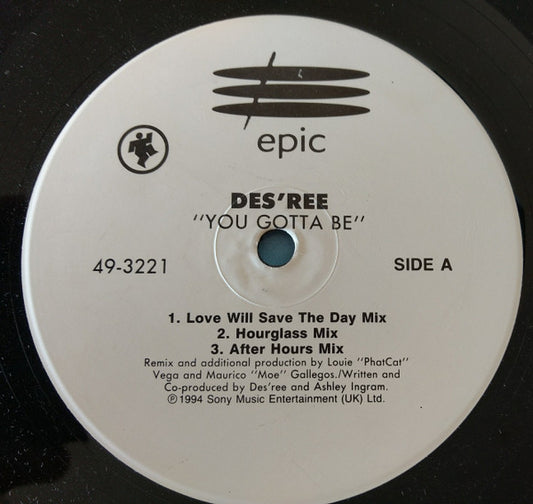 epic
DES'REE
"YOU GOTTA BE"
49-3221
SIDE A
1. Love Will Save The Day Mix
2. Hourglass Mix
3. After Hours Mix
Remix and additional production by Louie "PhatCat"
Vega and Maurico "Moe" Gallegos./Written and
Co-produced by Des'ree and Ashley Ingram.
℗1994 Sony Music Entertainment (UK) Ltd.